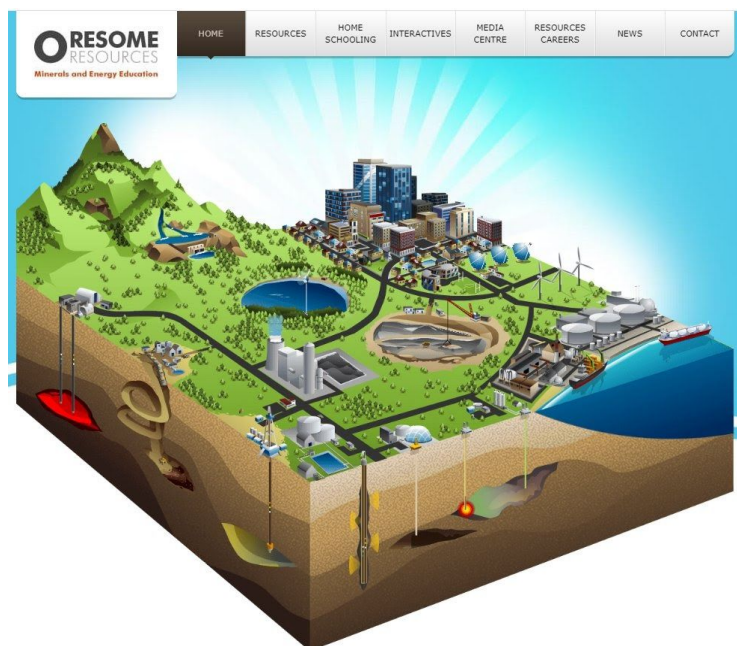 ORESOME
RESOURCES
Minerals and Energy Education
HOME
RESOURCES
HOME
SCHOOLING
INTERACTIVES
MEDIA
CENTRE
RESOURCES
CAREERS
NEWS
CONTACT